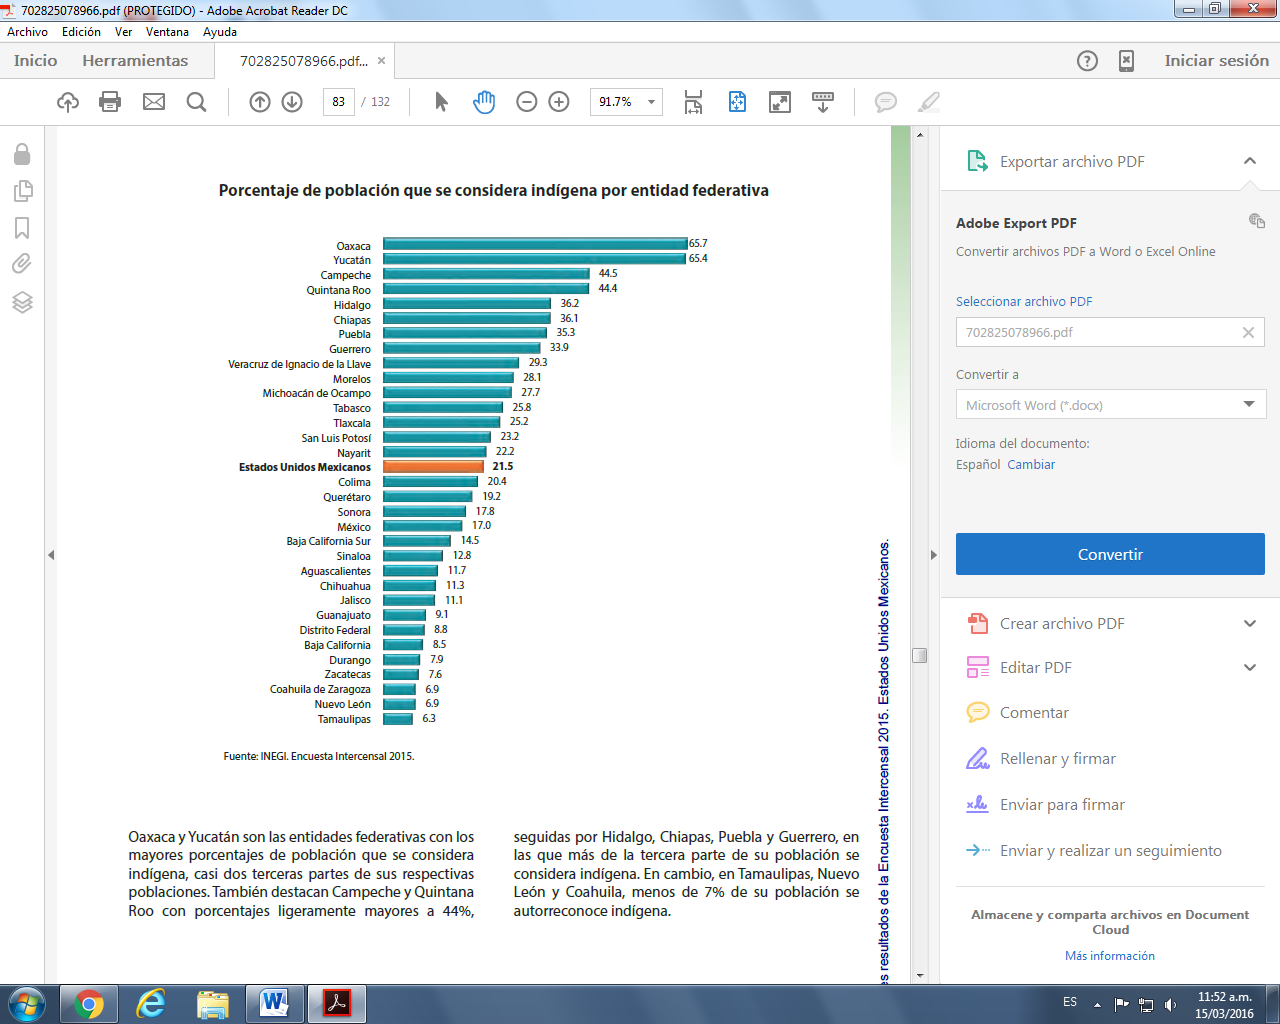 702825078966.pdf (PROTEGIDO) - Adobe Acrobat Reader DC
Archivo Edición Ver Ventana Ayuda
Inicio Herramientas 702825078966.pdf... × Iniciar sesión
83 / 132 91.7%
Porcentaje de población que se considera indígena por entidad federativa
Oaxaca 65.7
Yucatán 65.4
Campeche 44.5
Quintana Roo 44.4
Hidalgo 36.2
Chiapas 36.1
Puebla 35.3
Guerrero 33.9
Veracruz de Ignacio de la Llave 29.3
Morelos 28.1
Michoacán de Ocampo 27.7
Tabasco 25.8
Tlaxcala 25.2
San Luis Potosí 23.2
Nayarit 22.2
Estados Unidos Mexicanos 21.5
Colima 20.4
Querétaro 19.2
Sonora 17.8
México 17.0
Baja California Sur 14.5
Sinaloa 12.8
Aguascalientes 11.7
Chihuahua 11.3
Jalisco 11.1
Guanajuato 9.1
Distrito Federal 8.8
Baja California 8.5
Durango 7.9
Zacatecas 7.6
Coahuila de Zaragoza 6.9
Nuevo León 6.9
Tamaulipas 6.3
Fuente: INEGI. Encuesta Intercensal 2015.
Oaxaca y Yucatán son las entidades federativas con los
mayores porcentajes de población que se considera
indígena, casi dos terceras partes de sus respectivas
poblaciones. También destacan Campeche y Quintana
Roo con porcentajes ligeramente mayores a 44%,
seguidas por Hidalgo, Chiapas, Puebla y Guerrero, en
las que más de la tercera parte de su población se
considera indígena. En cambio, en Tamaulipas, Nuevo
León y Coahuila, menos de 7% de su población se
autorreconoce indígena.
es resultados de la Encuesta Intercensal 2015. Estados Unidos Mexicanos.
Exportar archivo PDF
Adobe Export PDF
Convertir archivos PDF a Word o Excel Online
Seleccionar archivo PDF
702825078966.pdf
Convertir a
Microsoft Word (*.docx)
Idioma del documento:
Español Cambiar
Convertir
Crear archivo PDF
Editar PDF
Comentar
Rellenar y firmar
Enviar para firmar
Enviar y realizar un seguimiento
Almacene y comparta archivos en Document
Cloud
Más información
ES 11:52 a.m.
15/03/2016